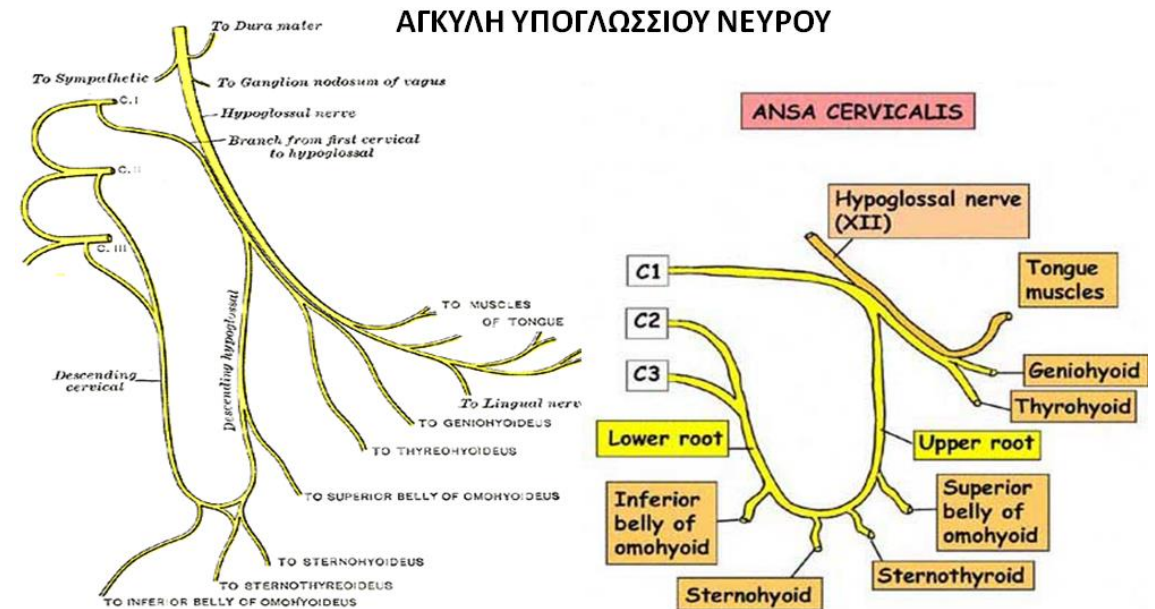 ΑΓΚΥΛΗ ΥΠΟΓΛΩΣΣΙΟΥ ΝΕΥΡΟΥ
To Dura mater
To Sympathetic
To Ganglion nodosum of vagus
C.I
Hypoglossal nerve
Branch from first cervical
to hypoglossal
C.II
C.III
Descending hypoglossal
TO MUSCLES
OF TONGUE
Descending
cervical
To Lingual nerv
TO GENIOHYOIDEUS
TO THYREOHYOIDEUS
TO SUPERIOR BELLY OF OMOHYOIDEUS
TO STERNOHYOIDEUS
TO STERNOTHYREOIDEUS
TO INFERIOR BELLY OF OMOHYOIDEUS
ANSA CERVICALIS
Hypoglossal nerve
(XII)
C1
Tongue
muscles
C2
C3
Geniohyoid
Thyrohyoid
Lower root
Upper root
Inferior
belly of
omohyoid
Superior
belly of
omohyoid
Sternohyoid
Sternothyroid